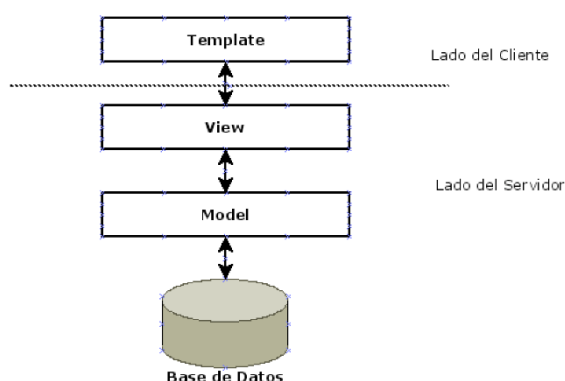 Template
Lado del Cliente
View
Lado del Servidor
Model
Base de Datos